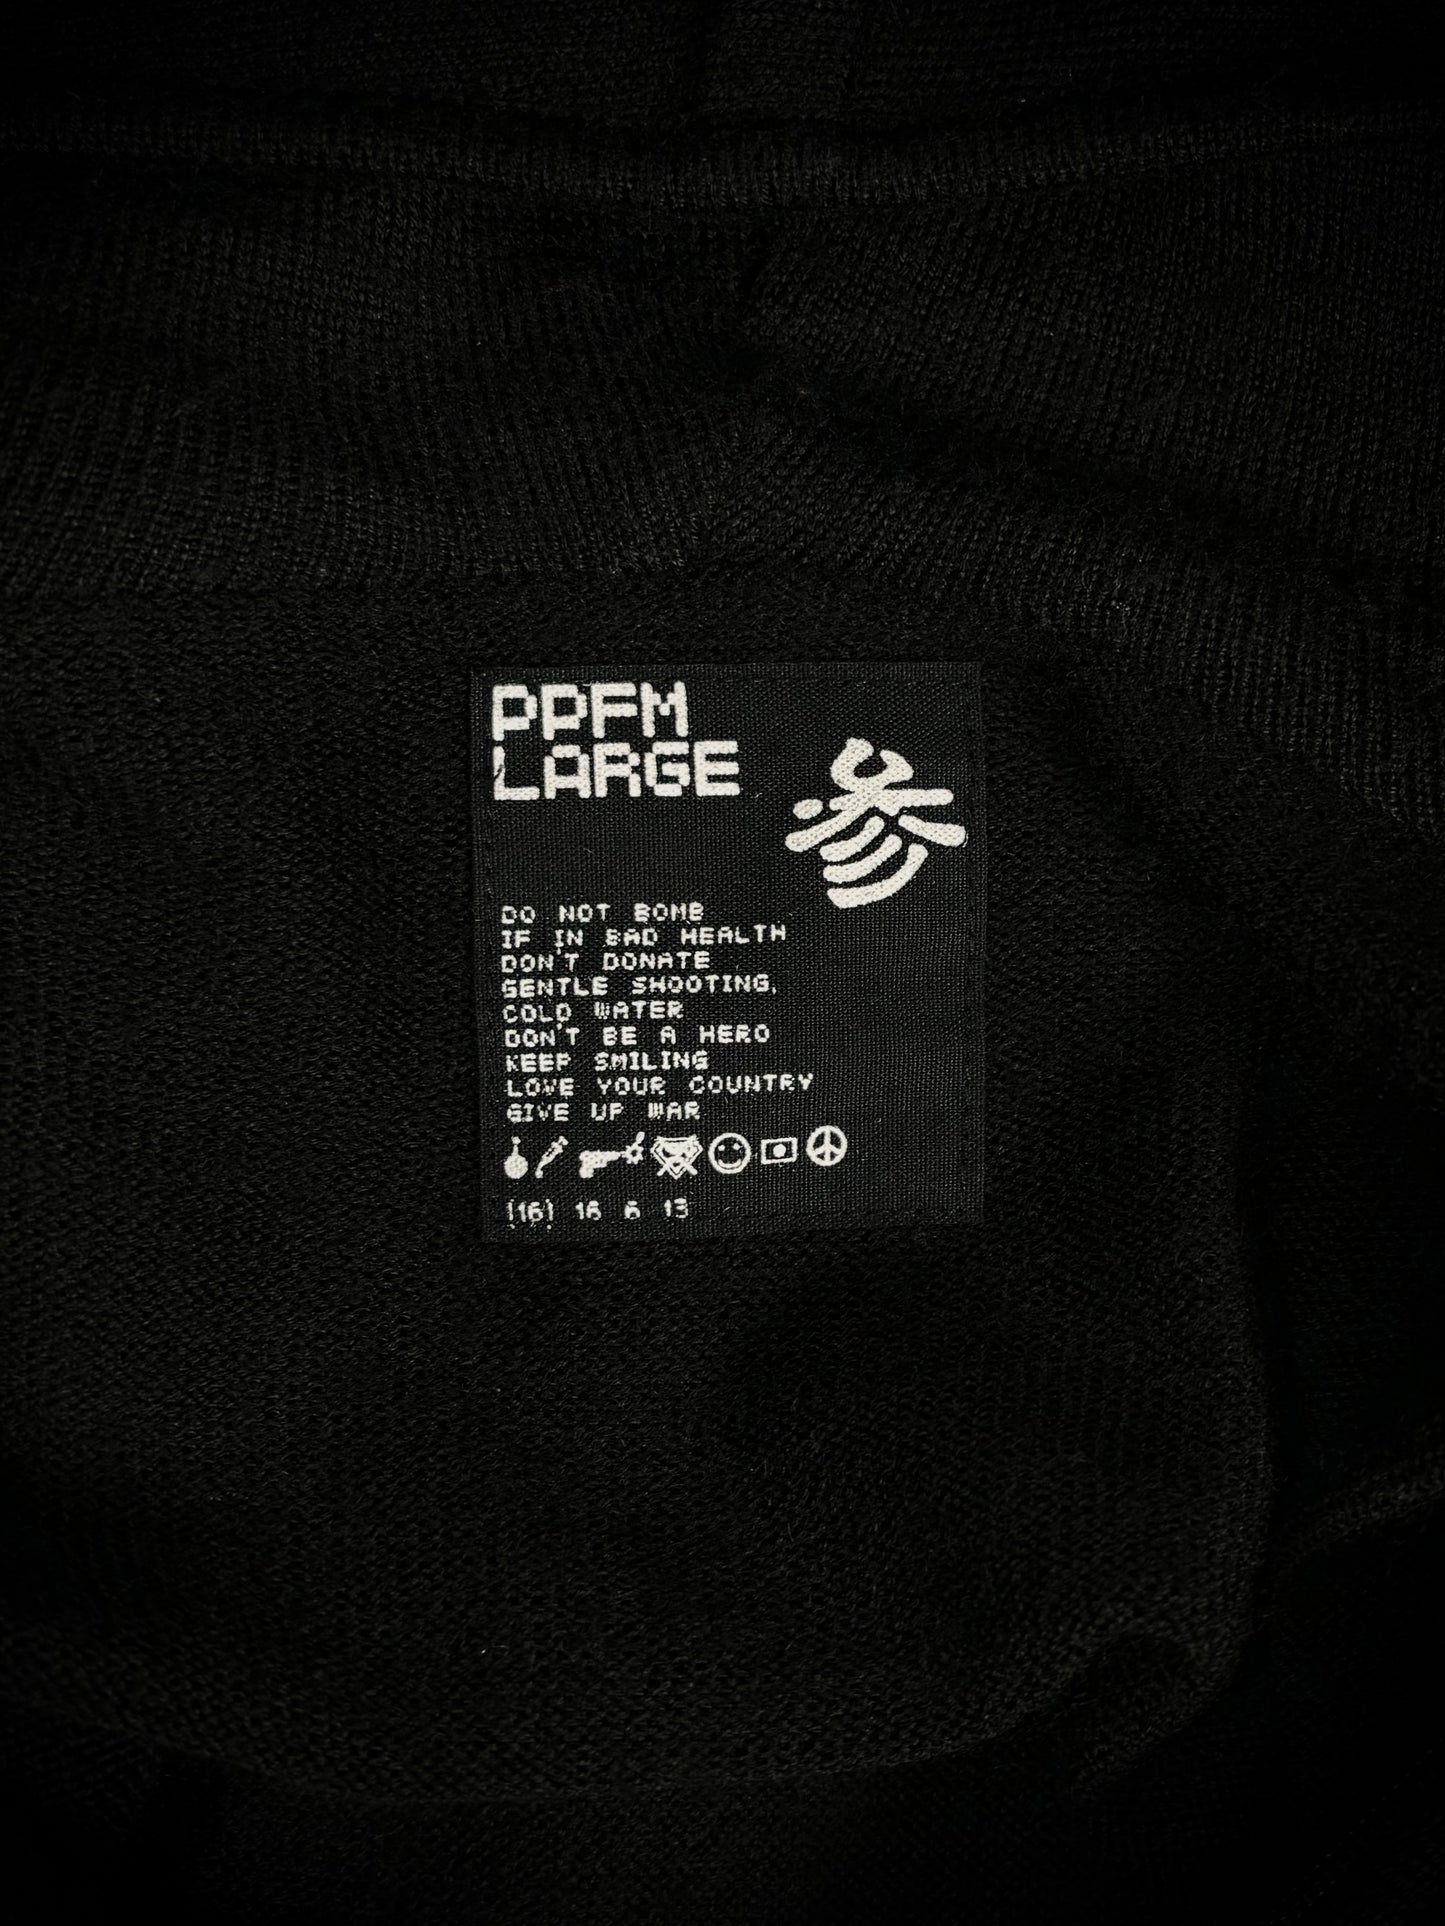 PPFM
LARGE
参
DO NOT BOMB
IF IN BAD HEALTH
DON'T DONATE
GENTLE SHOOTING,
COLD WATER
DON'T BE A HERO
KEEP SMILING
LOVE YOUR COUNTRY
GIVE UP WAR
(16) 16 6 13